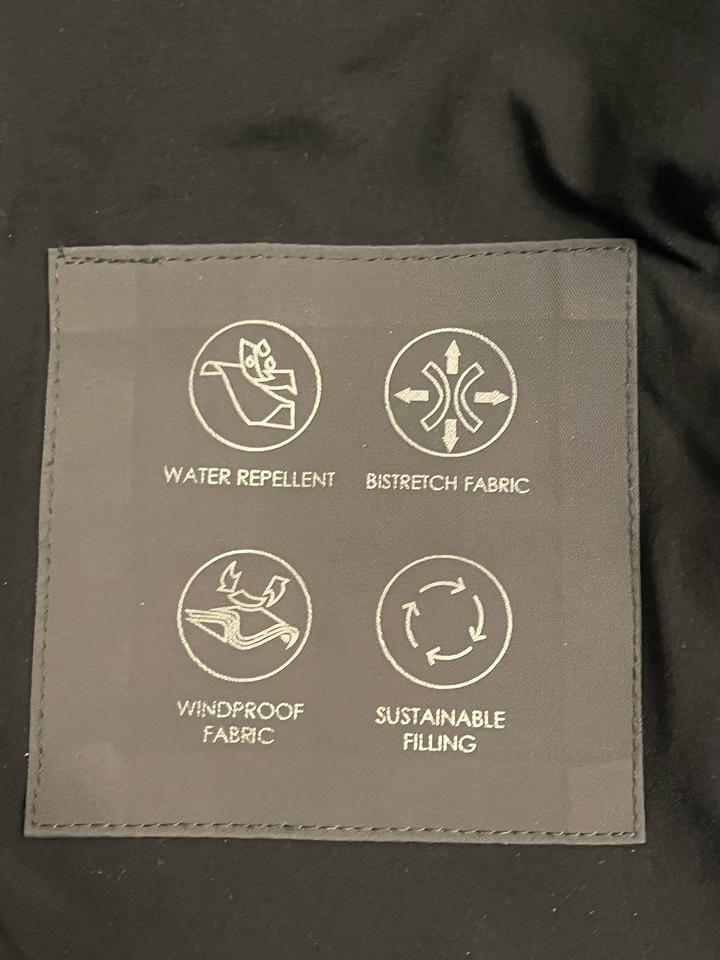 WATER REPELLENT
BISTRETCH FABRIC
WINDPROOF
FABRIC
SUSTAINABLE
FILLING